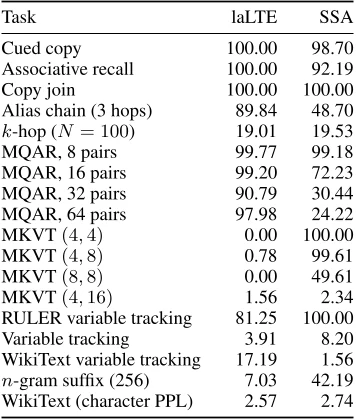 Task laLTE SSA
Cued copy 100.00 98.70
Associative recall 100.00 92.19
Copy join 100.00 100.00
Alias chain (3 hops) 89.84 48.70
k-hop (N = 100) 19.01 19.53
MQAR, 8 pairs 99.77 99.18
MQAR, 16 pairs 99.20 72.23
MQAR, 32 pairs 90.79 30.44
MQAR, 64 pairs 97.98 24.22
MKVT (4, 4) 0.00 100.00
MKVT (4, 8) 0.78 99.61
MKVT (8, 8) 0.00 49.61
MKVT (4, 16) 1.56 2.34
RULER variable tracking 81.25 100.00
Variable tracking 3.91 8.20
WikiText variable tracking 17.19 1.56
n-gram suffix (256) 7.03 42.19
WikiText (character PPL) 2.57 2.74